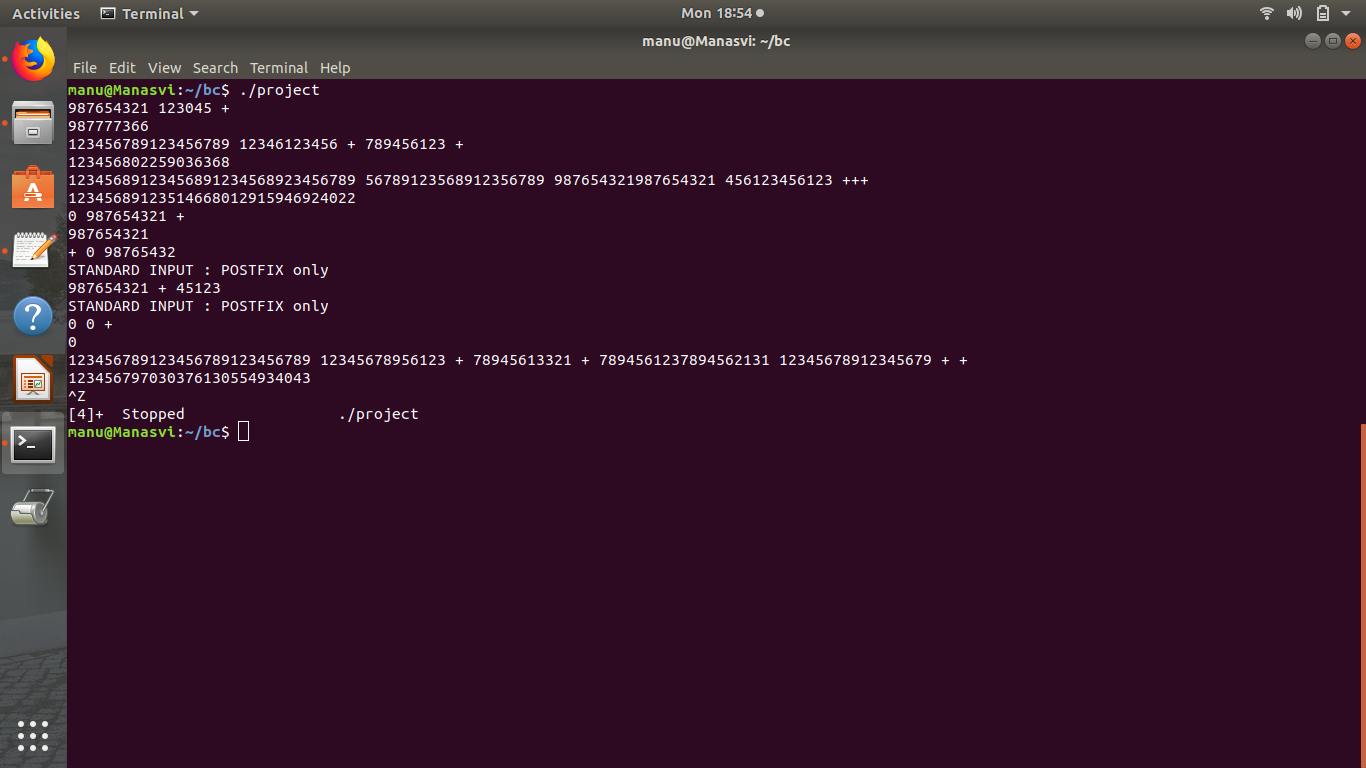 Activities Terminal Mon 18:54
manu@Manasvi: ~/bc
File Edit View Search Terminal Help
manu@Manasvi:~/bc$ ./project
987654321 123045 +
987777366
123456789123456789 12346123456 + 789456123 +
123456802259036368
12345689123456891234568923456789 56789123568912356789 987654321987654321 456123456123 +++
12345689123514668012915946924022
0 987654321 +
987654321
+ 0 98765432
STANDARD INPUT : POSTFIX only
987654321 + 45123
STANDARD INPUT : POSTFIX only
0 0 +
0
123456789123456789123456789 12345678956123 + 78945613321 + 7894561237894562131 12345678912345679 + +
123456797030376130554934043
^Z
[4]+ Stopped ./project
manu@Manasvi:~/bc$